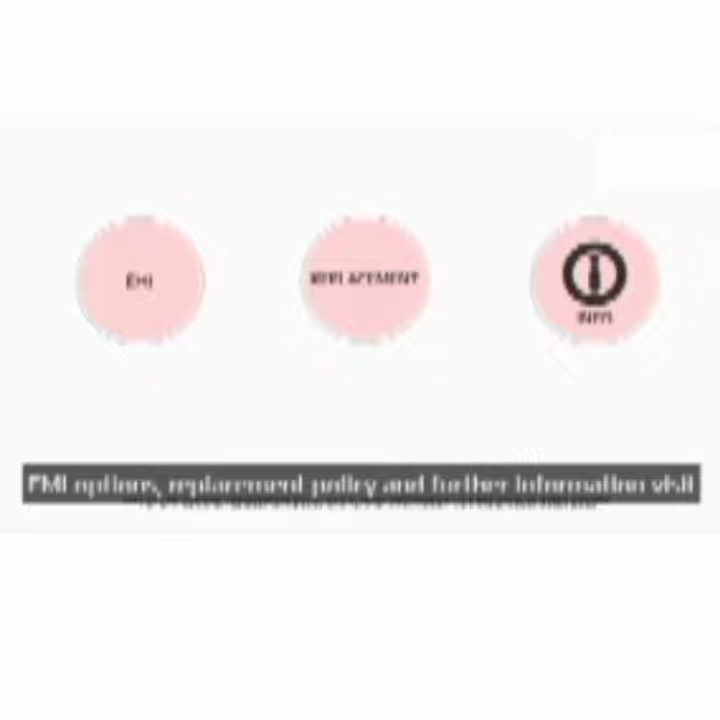 EMI
REPLACEMENT
INFO
EMI options, replacement policy and further information visit